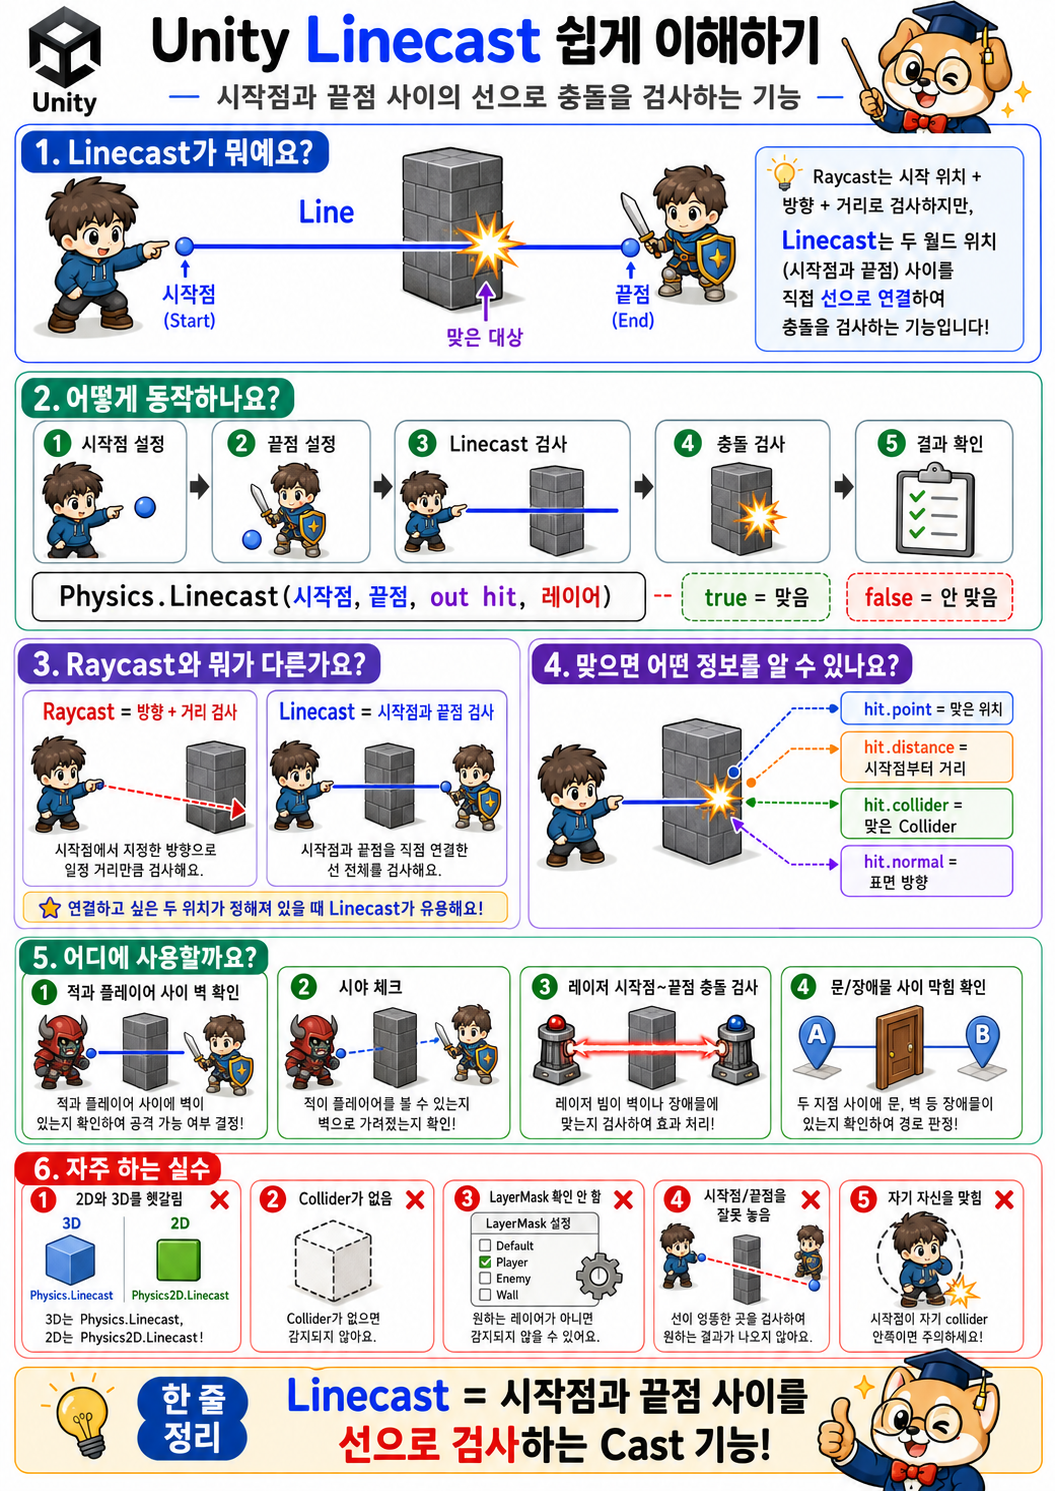 Unity
Unity Linecast 쉽게 이해하기
시작점과 끝점 사이의 선으로 충돌을 검사하는 기능
1. Linecast가 뭐예요?
Line
시작점
(Start)
맞은 대상
끝점
(End)
Raycast는 시작 위치 +
방향 + 거리로 검사하지만,
Linecast는 두 월드 위치
(시작점과 끝점) 사이를
직접 선으로 연결하여
충돌을 검사하는 기능입니다!
2. 어떻게 동작하나요?
1 시작점 설정
2 끝점 설정
3 Linecast 검사
4 충돌 검사
5 결과 확인
Physics.Linecast(시작점, 끝점, out hit, 레이어)
true = 맞음
false = 안 맞음
3. Raycast와 뭐가 다른가요?
Raycast = 방향 + 거리 검사
시작점에서 지정한 방향으로
일정 거리만큼 검사해요.
Linecast = 시작점과 끝점 검사
시작점과 끝점을 직접 연결한
선 전체를 검사해요.
연결하고 싶은 두 위치가 정해져 있을 때 Linecast가 유용해요!
4. 맞으면 어떤 정보를 알 수 있나요?
hit.point = 맞은 위치
hit.distance =
시작점부터 거리
hit.collider =
맞은 Collider
hit.normal =
표면 방향
5. 어디에 사용할까요?
1 적과 플레이어 사이 벽 확인
적과 플레이어 사이에 벽이
있는지 확인하여 공격 가능 여부 결정!
2 시야 체크
적이 플레이어를 볼 수 있는지
벽으로 가려졌는지 확인!
3 레이저 시작점~끝점 충돌 검사
레이저 빔이 벽이나 장애물에
맞는지 검사하여 효과 처리!
4 문/장애물 사이 막힘 확인
A
B
두 지점 사이에 문, 벽 등 장애물이
있는지 확인하여 경로 판정!
6. 자주 하는 실수
1 2D와 3D를 헷갈림
3D
2D
Physics.Linecast
Physics2D.Linecast
3D는 Physics.Linecast,
2D는 Physics2D.Linecast!
2 Collider가 없음
Collider가 없으면
감지되지 않아요.
3 LayerMask 확인 안 함
LayerMask 설정
Default
Player
Enemy
Wall
원하는 레이어가 아니면
감지되지 않을 수 있어요.
4 시작점/끝점을
잘못 놓음
선이 엉뚱한 곳을 검사하여
원하는 결과가 나오지 않아요.
5 자기 자신을 맞힘
시작점이 자기 collider
안쪽이면 주의하세요!
한 줄
정리
Linecast = 시작점과 끝점 사이를
선으로 검사하는 Cast 기능!